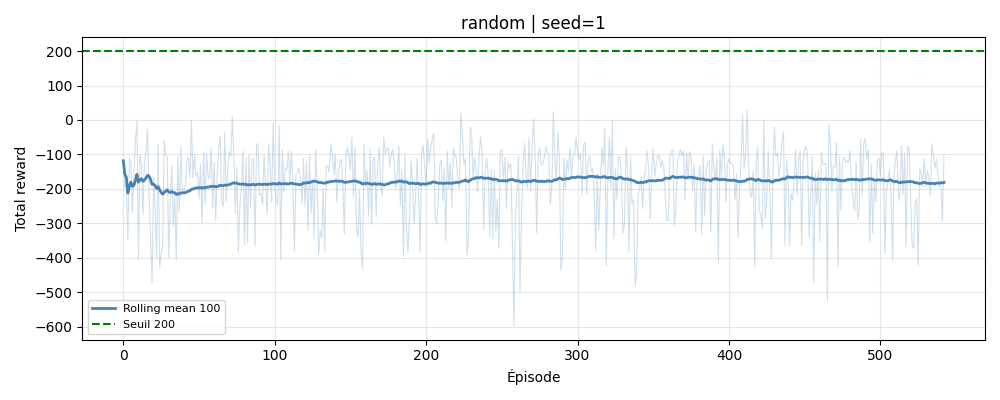 random | seed=1
Total reward
200
100
0
−100
−200
−300
−400
−500
−600
Rolling mean 100
Seuil 200
0 100 200 300 400 500
Épisode